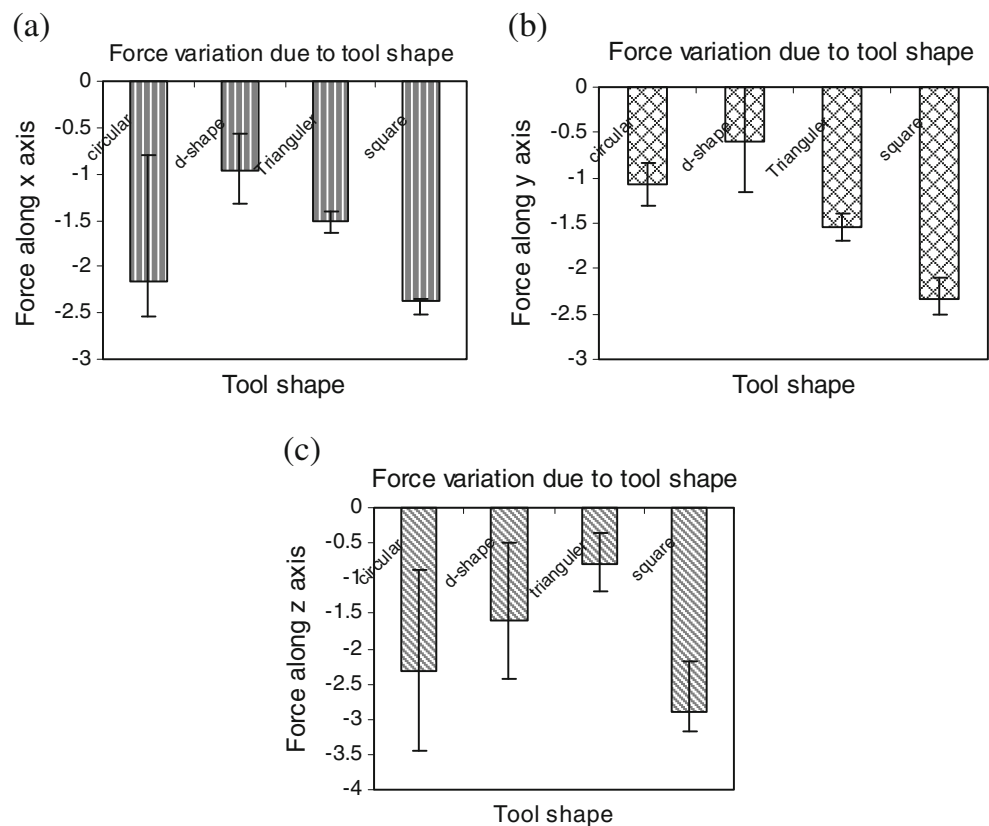 (a)
Force variation due to tool shape
Force along x axis
0
-0.5
-1
-1.5
-2
-2.5
-3
circular
d-shape
Trianguler
square
Tool shape
(b)
Force variation due to tool shape
Force along y axis
0
-0.5
-1
-1.5
-2
-2.5
-3
circular
d-shape
Trianguler
square
Tool shape
(c)
Force variation due to tool shape
Force along z axis
0
-0.5
-1
-1.5
-2
-2.5
-3
-3.5
-4
circular
d-shape
trianguler
square
Tool shape